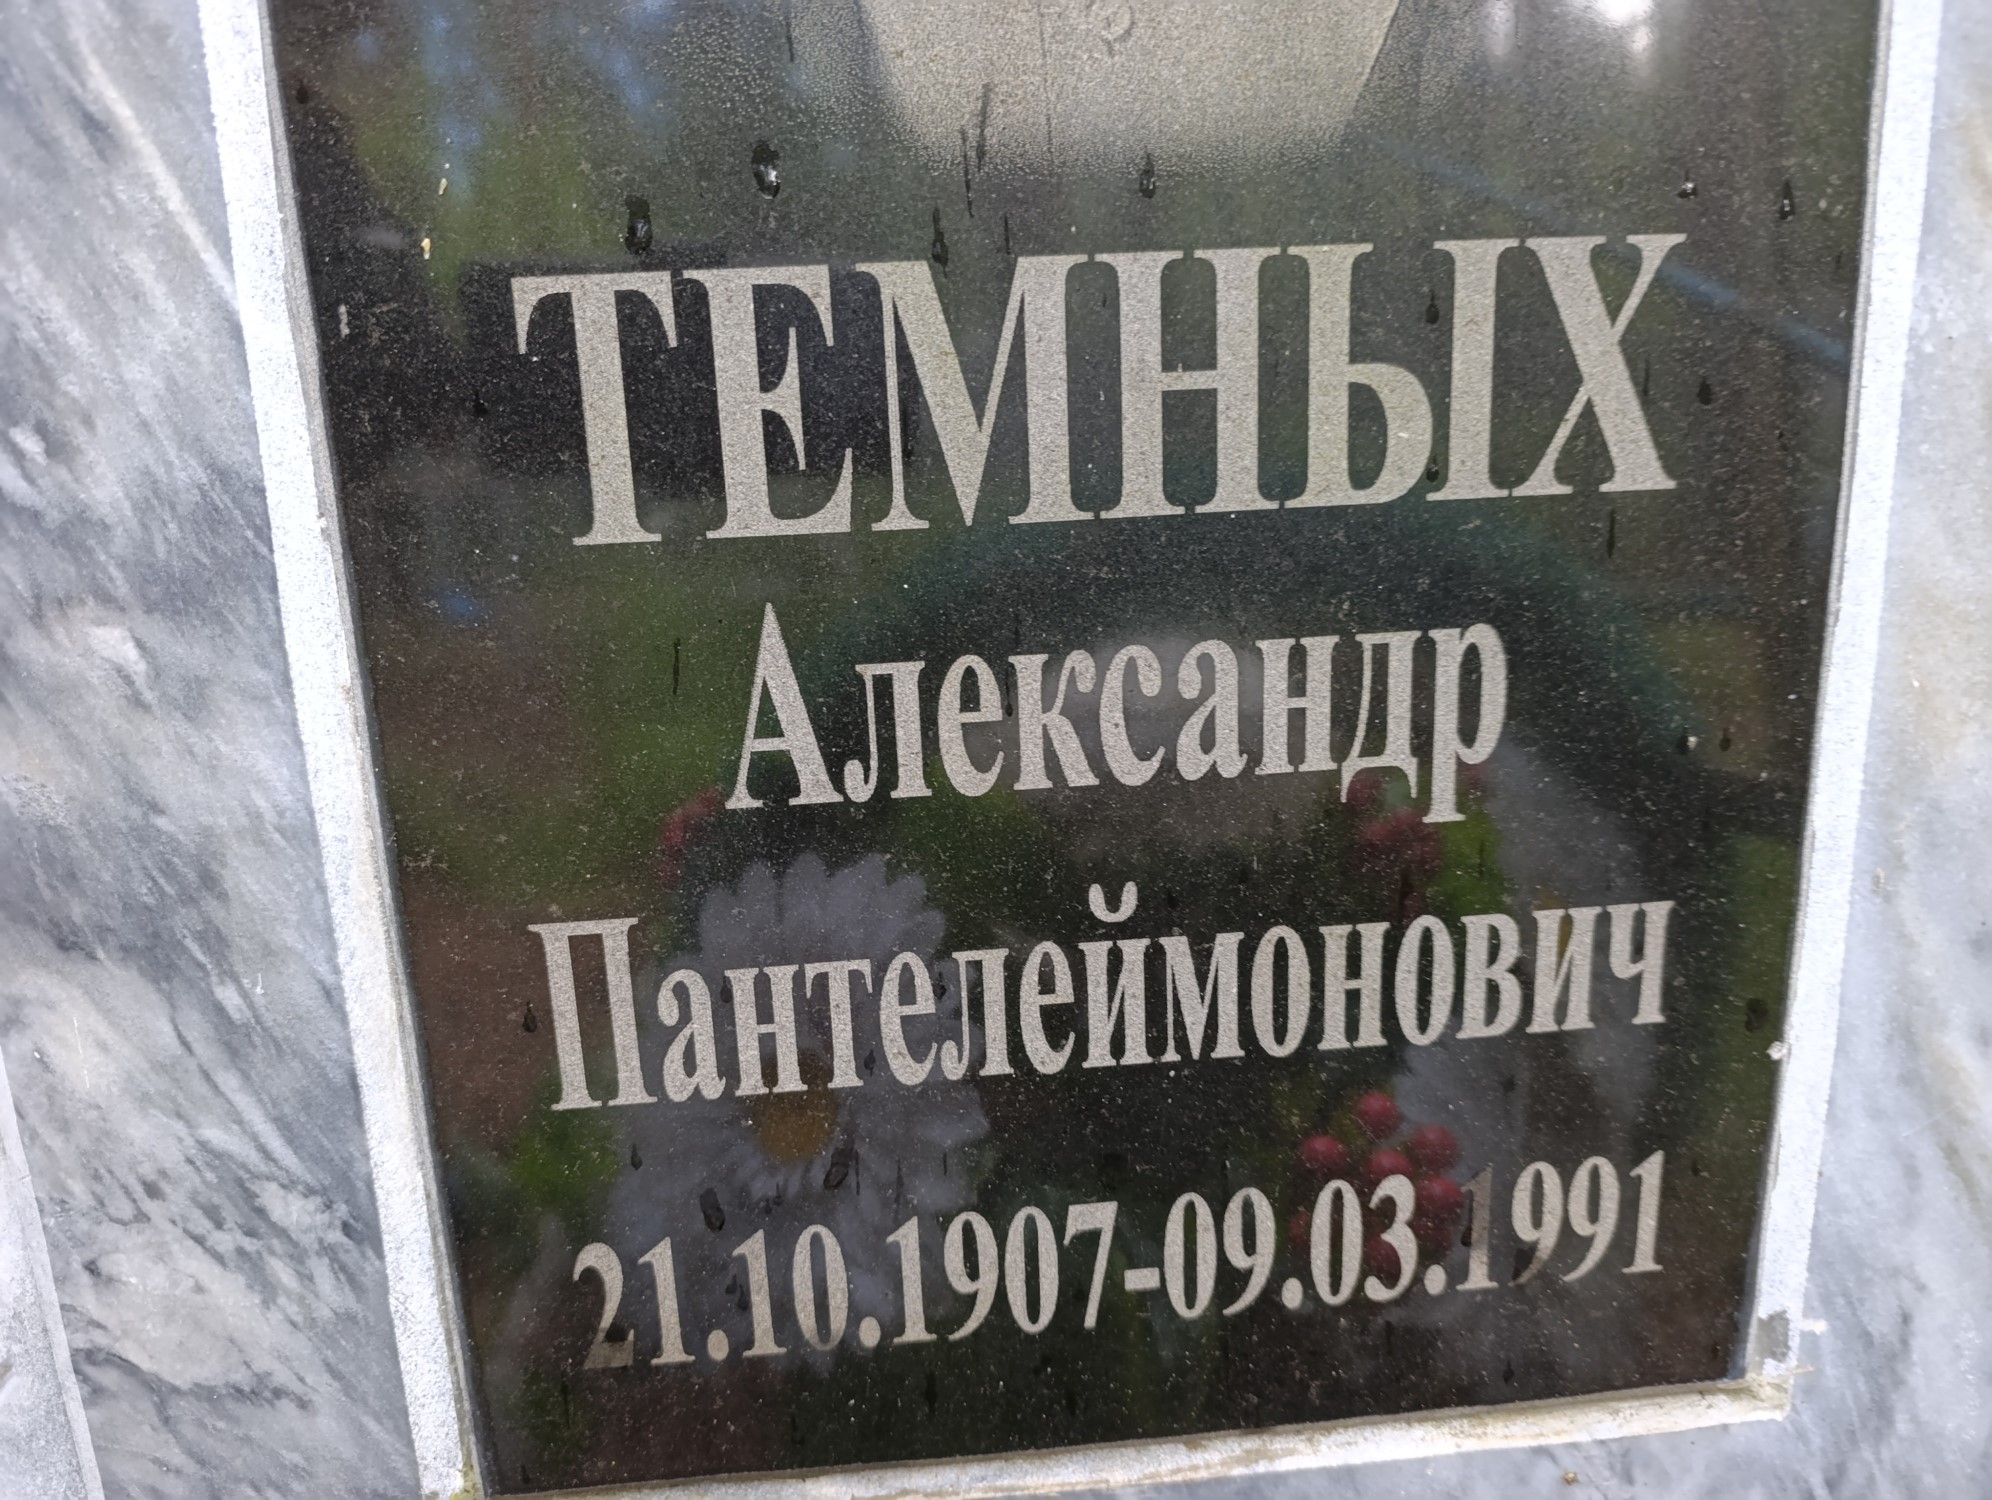 ТЕМНЫХ
Александр
Пантелеймонович
21.10.1907-09.03.1991